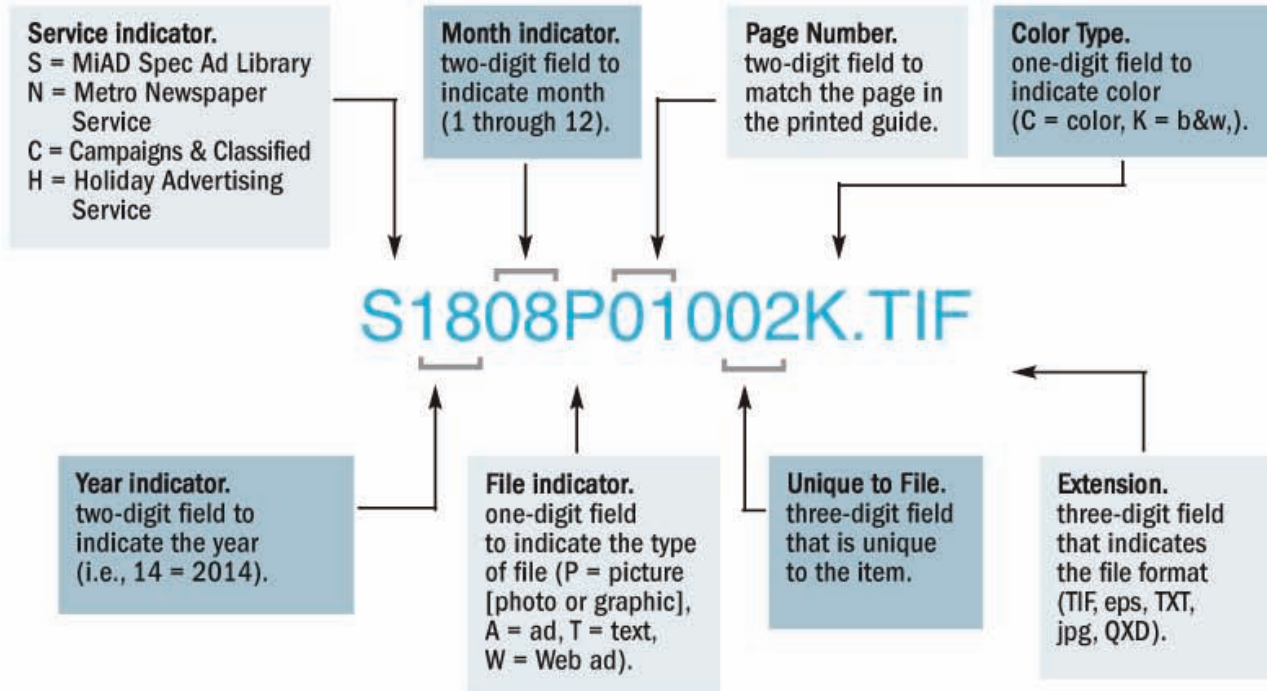 Service indicator.
S = MiAD Spec Ad Library
N = Metro Newspaper
Service
C = Campaigns & Classified
H = Holiday Advertising
Service
Month indicator.
two-digit field to
indicate month
(1 through 12).
Page Number.
two-digit field to
match the page in
the printed guide.
Color Type.
one-digit field to
indicate color
(C = color, K = b&w,).
S1808P01002K.TIF
Year indicator.
two-digit field to
indicate the year
(i.e., 14 = 2014).
File indicator.
one-digit field
to indicate the type
of file (P = picture
[photo or graphic],
A = ad, T = text,
W = Web ad).
Unique to File.
three-digit field
that is unique
to the item.
Extension.
three-digit field
that indicates
the file format
(TIF, eps, TXT,
jpg, QXD).